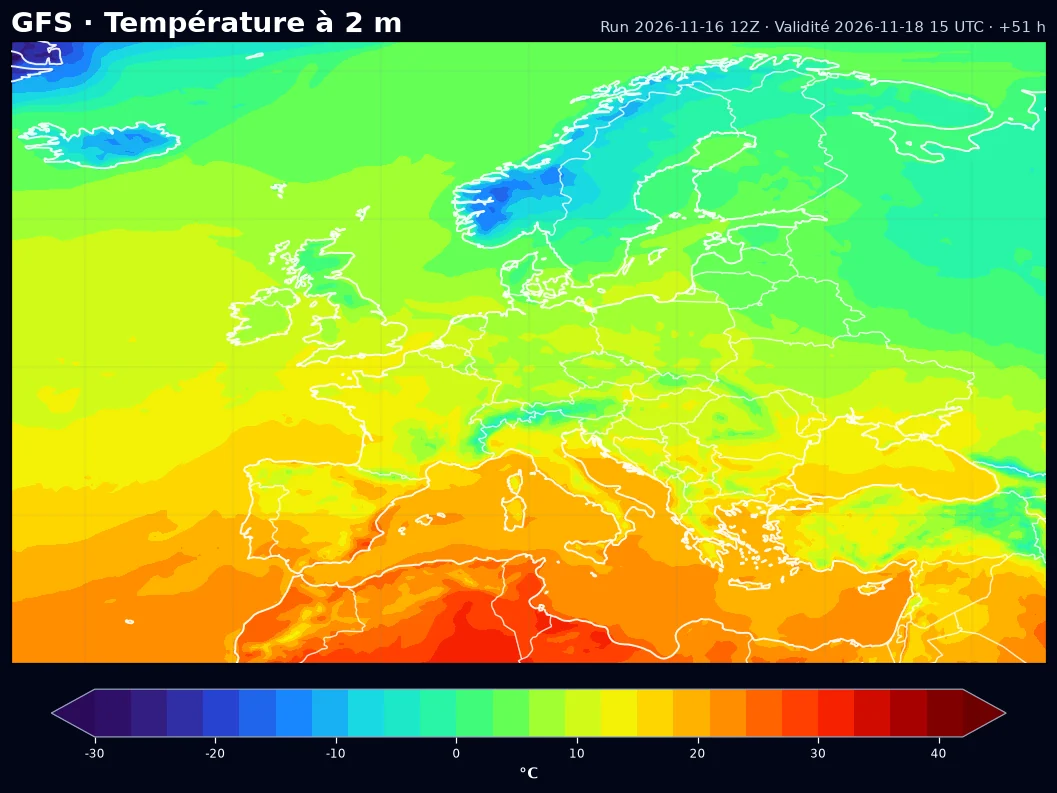 GFS · Température à 2 m
Run 2026-11-16 12Z · Validité 2026-11-18 15 UTC · +51 h
-30 -20 -10 0 10 20 30 40
°C